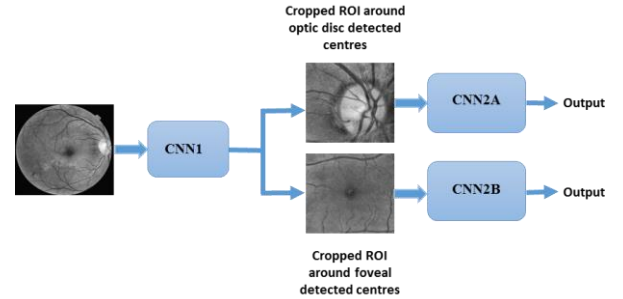 Cropped ROI around
optic disc detected
centres
CNN1
CNN2A
Output
CNN2B
Output
Cropped ROI
around foveal
detected centres